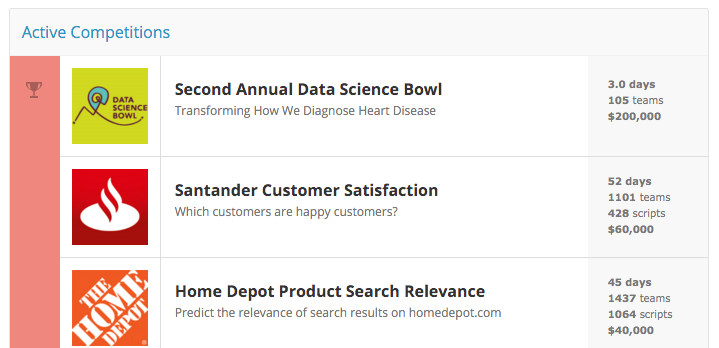 Active Competitions
DATA
SCIENCE
BOWL
Second Annual Data Science Bowl
Transforming How We Diagnose Heart Disease
3.0 days
105 teams
$200,000
Santander Customer Satisfaction
Which customers are happy customers?
52 days
1101 teams
428 scripts
$60,000
THE
HOME
DEPOT
Home Depot Product Search Relevance
Predict the relevance of search results on homedepot.com
45 days
1437 teams
1064 scripts
$40,000